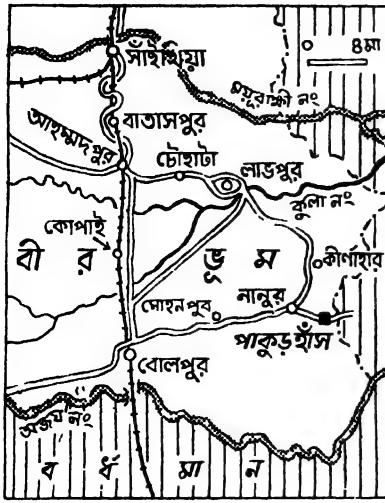 সাঁইথিয়া
০ ৪মা
ময়ূরাক্ষী নং
বাতাসপুর
আহম্মদপুর
চৌহাটা
লাভপুর
কুলা নং
কোপাই
বী র ভূ ম
কীর্ণাহার
সোহনপুব
নানুর
পাকুড়হাঁস
বোলপুর
অজয় নং
ব র্ধ মা ন